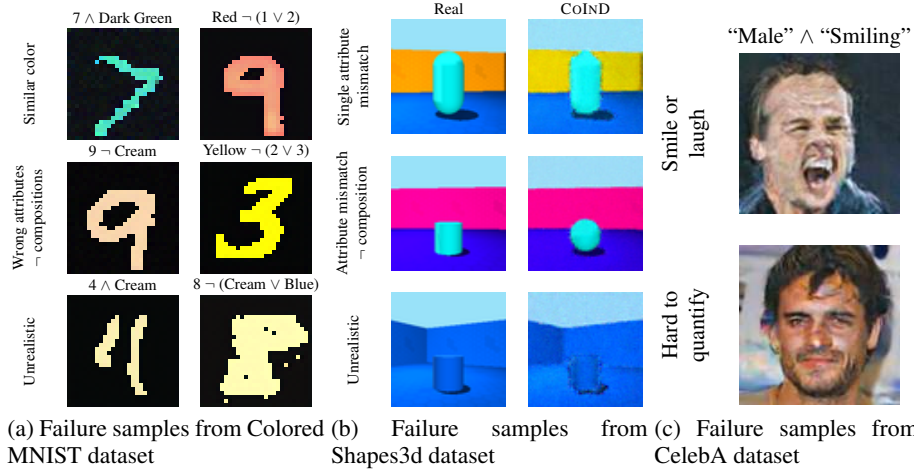 7 ∧ Dark Green
Red ¬ (1 ∨ 2)
Similar color
9 ¬ Cream
Yellow ¬ (2 ∨ 3)
Wrong attributes
¬ compositions
4 ∧ Cream
8 ¬ (Cream ∨ Blue)
Unrealistic
(a) Failure samples from Colored
MNIST dataset
Real
COIND
Single attribute
mismatch
Attribute mismatch
¬ composition
Unrealistic
(b) Failure samples from
Shapes3d dataset
“Male” ∧ “Smiling”
Smile or
laugh
Hard to
quantify
(c) Failure samples from
CelebA dataset